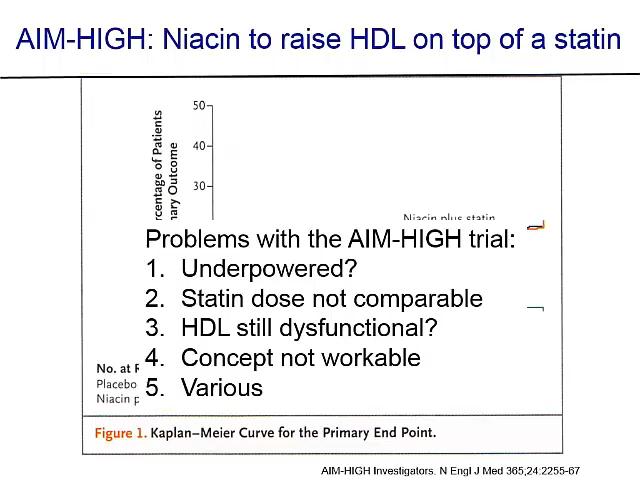 AIM-HIGH: Niacin to raise HDL on top of a statin
50
40
30
Niacin plus statin
Problems with the AIM-HIGH trial:
1. Underpowered?
2. Statin dose not comparable
3. HDL still dysfunctional?
4. Concept not workable
5. Various
No. at
Placebo
Niacin
Figure 1. Kaplan–Meier Curve for the Primary End Point.
AIM-HIGH Investigators. N Engl J Med 365;24:2255-67